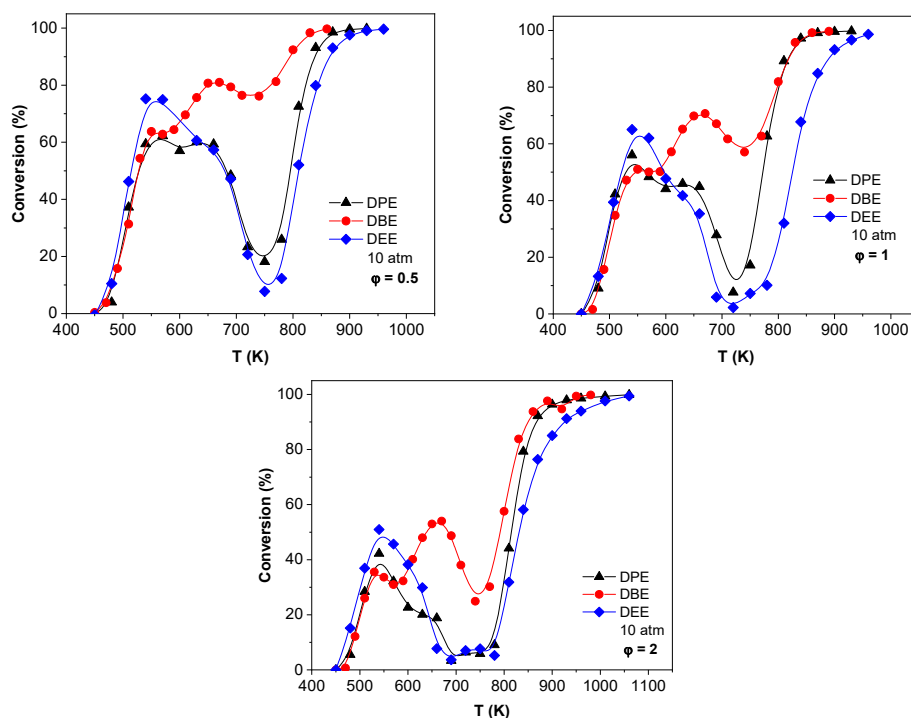 100
80
60
40
20
0
Conversion (%)
DPE
DBE
DEE
10 atm
φ = 0.5
400 500 600 700 800 900 1000
T (K)
100
80
60
40
20
0
Conversion (%)
DPE
DBE
DEE
10 atm
φ = 1
400 500 600 700 800 900 1000
T (K)
100
80
60
40
20
0
Conversion (%)
DPE
DBE
DEE
10 atm
φ = 2
400 500 600 700 800 900 1000 1100
T (K)